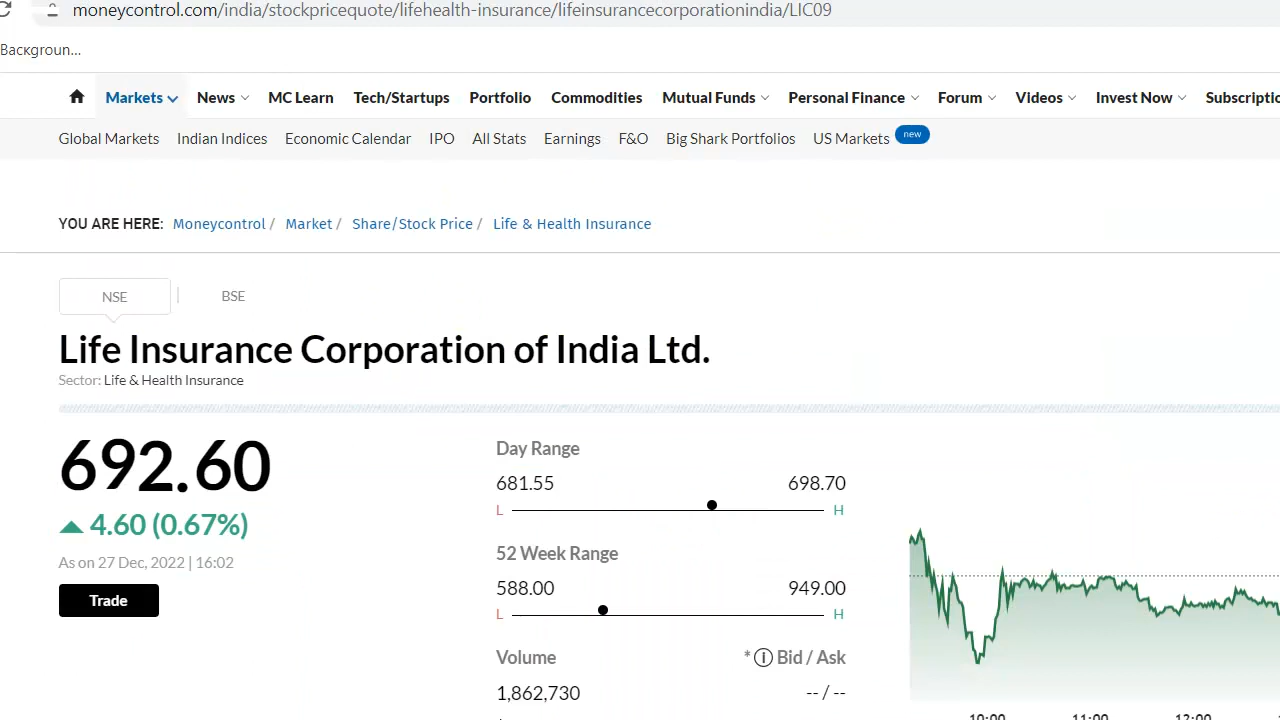 moneycontrol.com/india/stockpricequote/lifehealth-insurance/lifeinsurancecorporationindia/LIC09
Backgroun...
Markets News MC Learn Tech/Startups Portfolio Commodities Mutual Funds Personal Finance Forum Videos Invest Now Subscriptio
Global Markets Indian Indices Economic Calendar IPO All Stats Earnings F&O Big Shark Portfolios US Markets new
YOU ARE HERE: Moneycontrol / Market / Share/Stock Price / Life & Health Insurance
NSE | BSE
Life Insurance Corporation of India Ltd.
Sector: Life & Health Insurance
692.60
4.60 (0.67%)
As on 27 Dec, 2022 | 16:02
Trade
Day Range
681.55 698.70
L H
52 Week Range
588.00 949.00
L H
Volume * Bid / Ask
1,862,730 -- / --
10:00 11:00 12:00